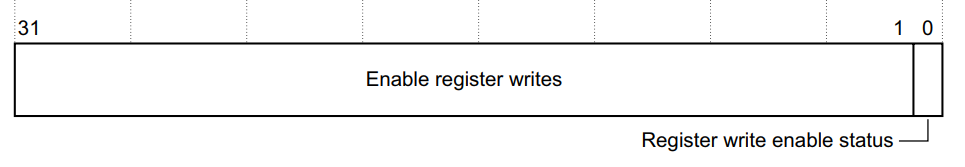 31 1 0
Enable register writes
Register write enable status